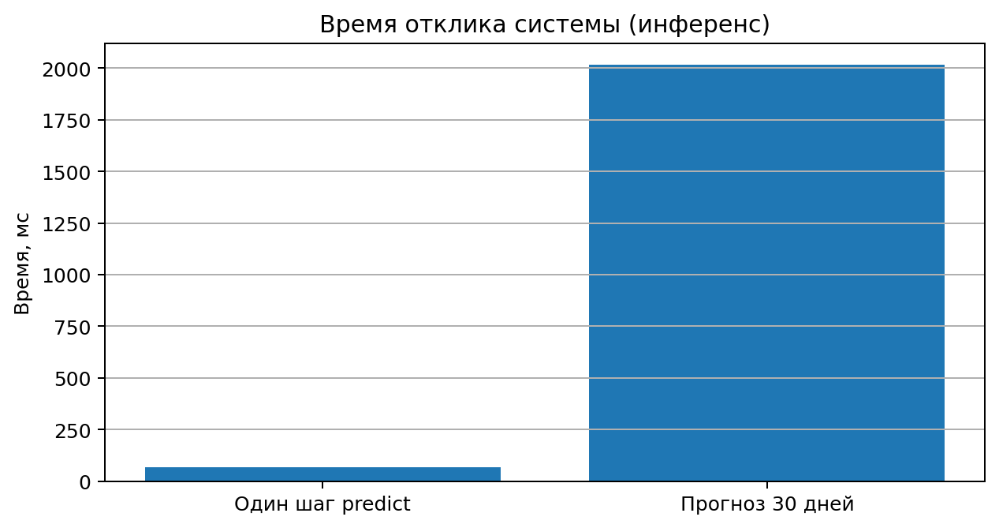 Время отклика системы (инференс)
Время, мс
2000
1750
1500
1250
1000
750
500
250
0
Один шаг predict
Прогноз 30 дней